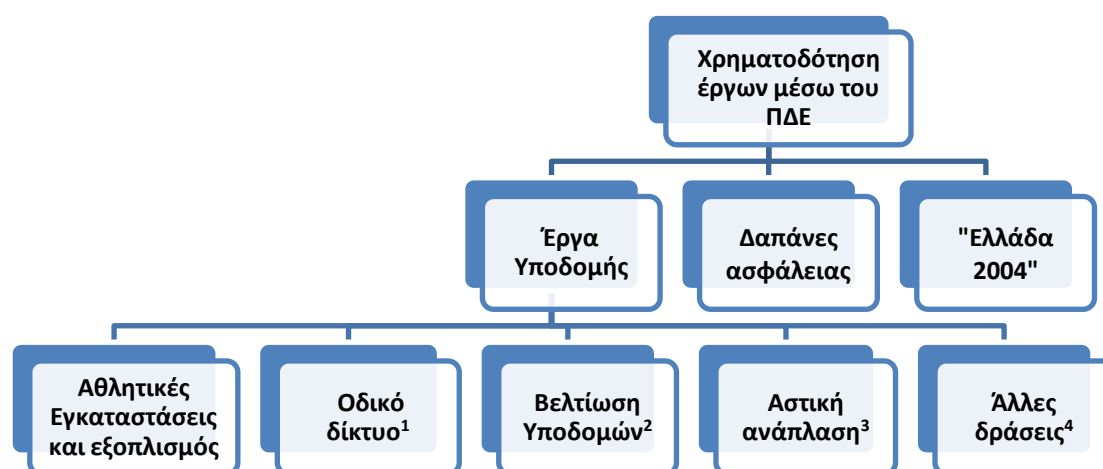 Χρηματοδότηση
έργων μέσω του
ΠΔΕ
Έργα
Υποδομής
Δαπάνες
ασφάλειας
"Ελλάδα
2004"
Αθλητικές
Εγκαταστάσεις
και εξοπλισμός
Οδικό
δίκτυο¹
Βελτίωση
Υποδομών²
Αστική
ανάπλαση³
Άλλες
δράσεις⁴